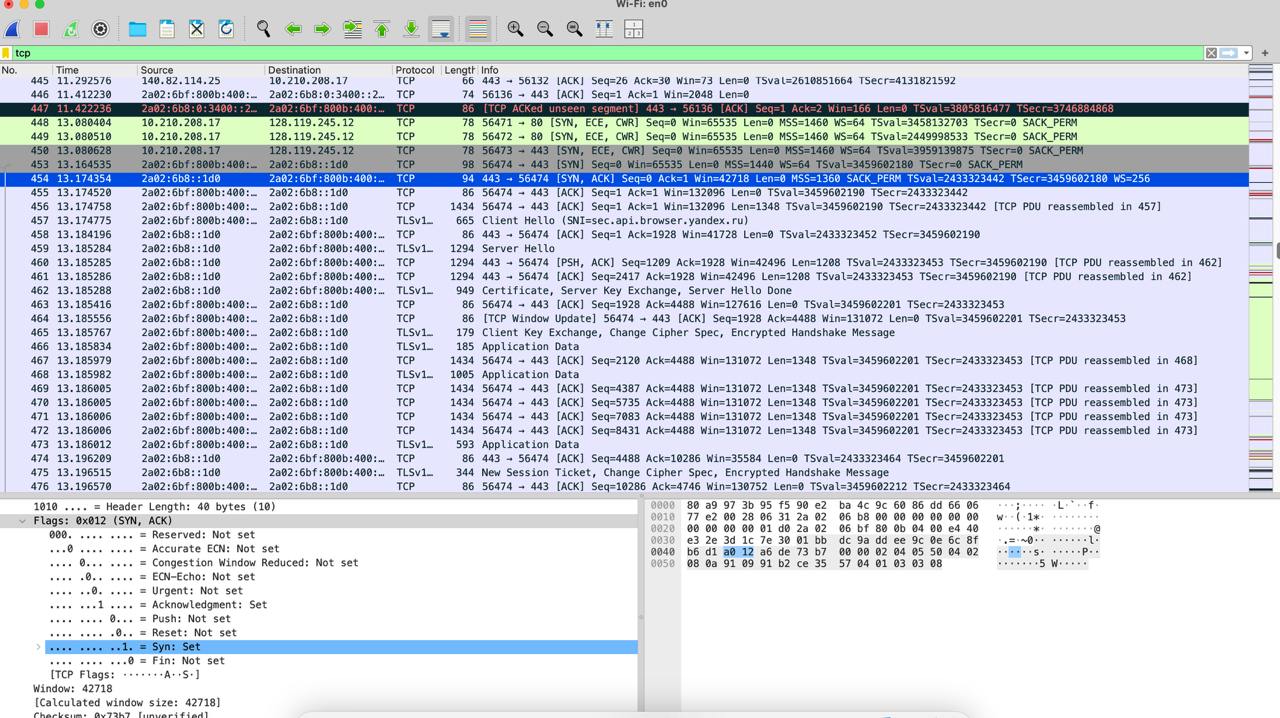 Wi-Fi: en0
tcp
No. Time Source Destination Protocol Length Info
445 11.292576 140.82.114.25 10.210.208.17 TCP 66 443 → 56132 [ACK] Seq=26 Ack=30 Win=73 Len=0 TSval=2610851664 TSecr=4131821592
446 11.412230 2a02:6b8:0:3400::2… 2a02:6b8:0:3400::2… TCP 74 56136 → 443 [ACK] Seq=1 Ack=1 Win=2048 Len=0
447 11.422236 2a02:6b8:0:3400::2… 2a02:6b8:0:3400::2… TCP 86 [TCP ACKed unseen segment] 443 → 56136 [ACK] Seq=1 Ack=2 Win=166 Len=0 TSval=3805816477 TSecr=3746884868
448 13.080404 10.210.208.17 128.119.245.12 TCP 78 56471 → 80 [SYN, ECE, CWR] Seq=0 Win=65535 Len=0 MSS=1460 WS=64 TSval=3458132703 TSecr=0 SACK_PERM
449 13.080510 10.210.208.17 128.119.245.12 TCP 78 56472 → 80 [SYN, ECE, CWR] Seq=0 Win=65535 Len=0 MSS=1460 WS=64 TSval=2449998533 TSecr=0 SACK_PERM
450 13.080628 10.210.208.17 128.119.245.12 TCP 78 56473 → 443 [SYN, ECE, CWR] Seq=0 Win=65535 Len=0 MSS=1460 WS=64 TSval=3959139875 TSecr=0 SACK_PERM
453 13.164535 2a02:6bf:800b:400:… 2a02:6b8::1d0 TCP 98 56474 → 443 [SYN] Seq=0 Win=65535 Len=0 MSS=1440 WS=64 TSval=3459602180 TSecr=0 SACK_PERM
454 13.174354 2a02:6b8::1d0 2a02:6bf:800b:400:… TCP 94 443 → 56474 [SYN, ACK] Seq=0 Ack=1 Win=42718 Len=0 MSS=1360 SACK_PERM TSval=2433323442 TSecr=3459602180 WS=256
455 13.174520 2a02:6bf:800b:400:… 2a02:6b8::1d0 TCP 86 56474 → 443 [ACK] Seq=1 Ack=1 Win=132096 Len=0 TSval=3459602190 TSecr=2433323442
456 13.174758 2a02:6bf:800b:400:… 2a02:6b8::1d0 TCP 1434 56474 → 443 [ACK] Seq=1 Ack=1 Win=132096 Len=1348 TSval=3459602190 TSecr=2433323442 [TCP PDU reassembled in 457]
457 13.174775 2a02:6bf:800b:400:… 2a02:6b8::1d0 TLSv1… 665 Client Hello (SNI=sec.api.browser.yandex.ru)
458 13.184196 2a02:6b8::1d0 2a02:6bf:800b:400:… TCP 86 443 → 56474 [ACK] Seq=1 Ack=1928 Win=41728 Len=0 TSval=2433323452 TSecr=3459602190
459 13.185284 2a02:6b8::1d0 2a02:6bf:800b:400:… TLSv1… 1294 Server Hello
460 13.185285 2a02:6b8::1d0 2a02:6bf:800b:400:… TCP 1294 443 → 56474 [PSH, ACK] Seq=1209 Ack=1928 Win=42496 Len=1208 TSval=2433323453 TSecr=3459602190 [TCP PDU reassembled in 462]
461 13.185286 2a02:6b8::1d0 2a02:6bf:800b:400:… TCP 1294 443 → 56474 [ACK] Seq=2417 Ack=1928 Win=42496 Len=1208 TSval=2433323453 TSecr=3459602190 [TCP PDU reassembled in 462]
462 13.185288 2a02:6b8::1d0 2a02:6bf:800b:400:… TLSv1… 949 Certificate, Server Key Exchange, Server Hello Done
463 13.185416 2a02:6bf:800b:400:… 2a02:6b8::1d0 TCP 86 56474 → 443 [ACK] Seq=1928 Ack=4488 Win=127616 Len=0 TSval=3459602201 TSecr=2433323453
464 13.185556 2a02:6bf:800b:400:… 2a02:6b8::1d0 TCP 86 [TCP Window Update] 56474 → 443 [ACK] Seq=1928 Ack=4488 Win=131072 Len=0 TSval=3459602201 TSecr=2433323453
465 13.185767 2a02:6bf:800b:400:… 2a02:6b8::1d0 TLSv1… 179 Client Key Exchange, Change Cipher Spec, Encrypted Handshake Message
466 13.185834 2a02:6bf:800b:400:… 2a02:6b8::1d0 TLSv1… 185 Application Data
467 13.185979 2a02:6bf:800b:400:… 2a02:6b8::1d0 TCP 1434 56474 → 443 [ACK] Seq=2120 Ack=4488 Win=131072 Len=1348 TSval=3459602201 TSecr=2433323453 [TCP PDU reassembled in 468]
468 13.185982 2a02:6bf:800b:400:… 2a02:6b8::1d0 TLSv1… 1005 Application Data
469 13.186005 2a02:6bf:800b:400:… 2a02:6b8::1d0 TCP 1434 56474 → 443 [ACK] Seq=4387 Ack=4488 Win=131072 Len=1348 TSval=3459602201 TSecr=2433323453 [TCP PDU reassembled in 473]
470 13.186005 2a02:6bf:800b:400:… 2a02:6b8::1d0 TCP 1434 56474 → 443 [ACK] Seq=5735 Ack=4488 Win=131072 Len=1348 TSval=3459602201 TSecr=2433323453 [TCP PDU reassembled in 473]
471 13.186006 2a02:6bf:800b:400:… 2a02:6b8::1d0 TCP 1434 56474 → 443 [ACK] Seq=7083 Ack=4488 Win=131072 Len=1348 TSval=3459602201 TSecr=2433323453 [TCP PDU reassembled in 473]
472 13.186006 2a02:6bf:800b:400:… 2a02:6b8::1d0 TCP 1434 56474 → 443 [ACK] Seq=8431 Ack=4488 Win=131072 Len=1348 TSval=3459602201 TSecr=2433323453 [TCP PDU reassembled in 473]
473 13.186012 2a02:6bf:800b:400:… 2a02:6b8::1d0 TLSv1… 593 Application Data
474 13.196209 2a02:6b8::1d0 2a02:6bf:800b:400:… TCP 86 443 → 56474 [ACK] Seq=4488 Ack=10286 Win=35584 Len=0 TSval=2433323464 TSecr=3459602201
475 13.196515 2a02:6b8::1d0 2a02:6bf:800b:400:… TLSv1… 344 New Session Ticket, Change Cipher Spec, Encrypted Handshake Message
476 13.196570 2a02:6bf:800b:400:… 2a02:6b8::1d0 TCP 86 56474 → 443 [ACK] Seq=10286 Ack=4746 Win=130752 Len=0 TSval=3459602212 TSecr=2433323464
1010 .... = Header Length: 40 bytes (10)
Flags: 0x012 (SYN, ACK)
000. .... .... = Reserved: Not set
...0 .... .... = Accurate ECN: Not set
.... 0... .... = Congestion Window Reduced: Not set
.... .0.. .... = ECN-Echo: Not set
.... ..0. .... = Urgent: Not set
.... ...1 .... = Acknowledgment: Set
.... .... 0... = Push: Not set
.... .... .0.. = Reset: Not set
.... .... ..1. = Syn: Set
.... .... ...0 = Fin: Not set
[TCP Flags: ·······A··S·]
Window: 42718
[Calculated window size: 42718]
Checksum: 0x73b7 [unverified]
0000 80 a9 97 3b 95 f5 90 e2 ba 4c 9c 60 86 dd 66 06 ···;···· ·L·`··f·
0010 77 e2 00 28 06 31 2a 02 06 b8 00 00 00 00 00 00 w··(·1*· ········
0020 00 00 00 00 01 d0 2a 02 06 bf 80 0b 04 00 e4 40 ······*· ·······@
0030 e3 2e 3d 1c 7e 30 01 bb dc 9a dd ee 9c 0e 6c 8f ·.=·~0·· ······l·
0040 b6 d1 a0 12 a6 de 73 b7 00 00 02 04 05 50 04 02 ······s· ·····P··
0050 08 0a 91 09 91 b2 ce 35 57 04 01 03 03 08 ·······5 W·····